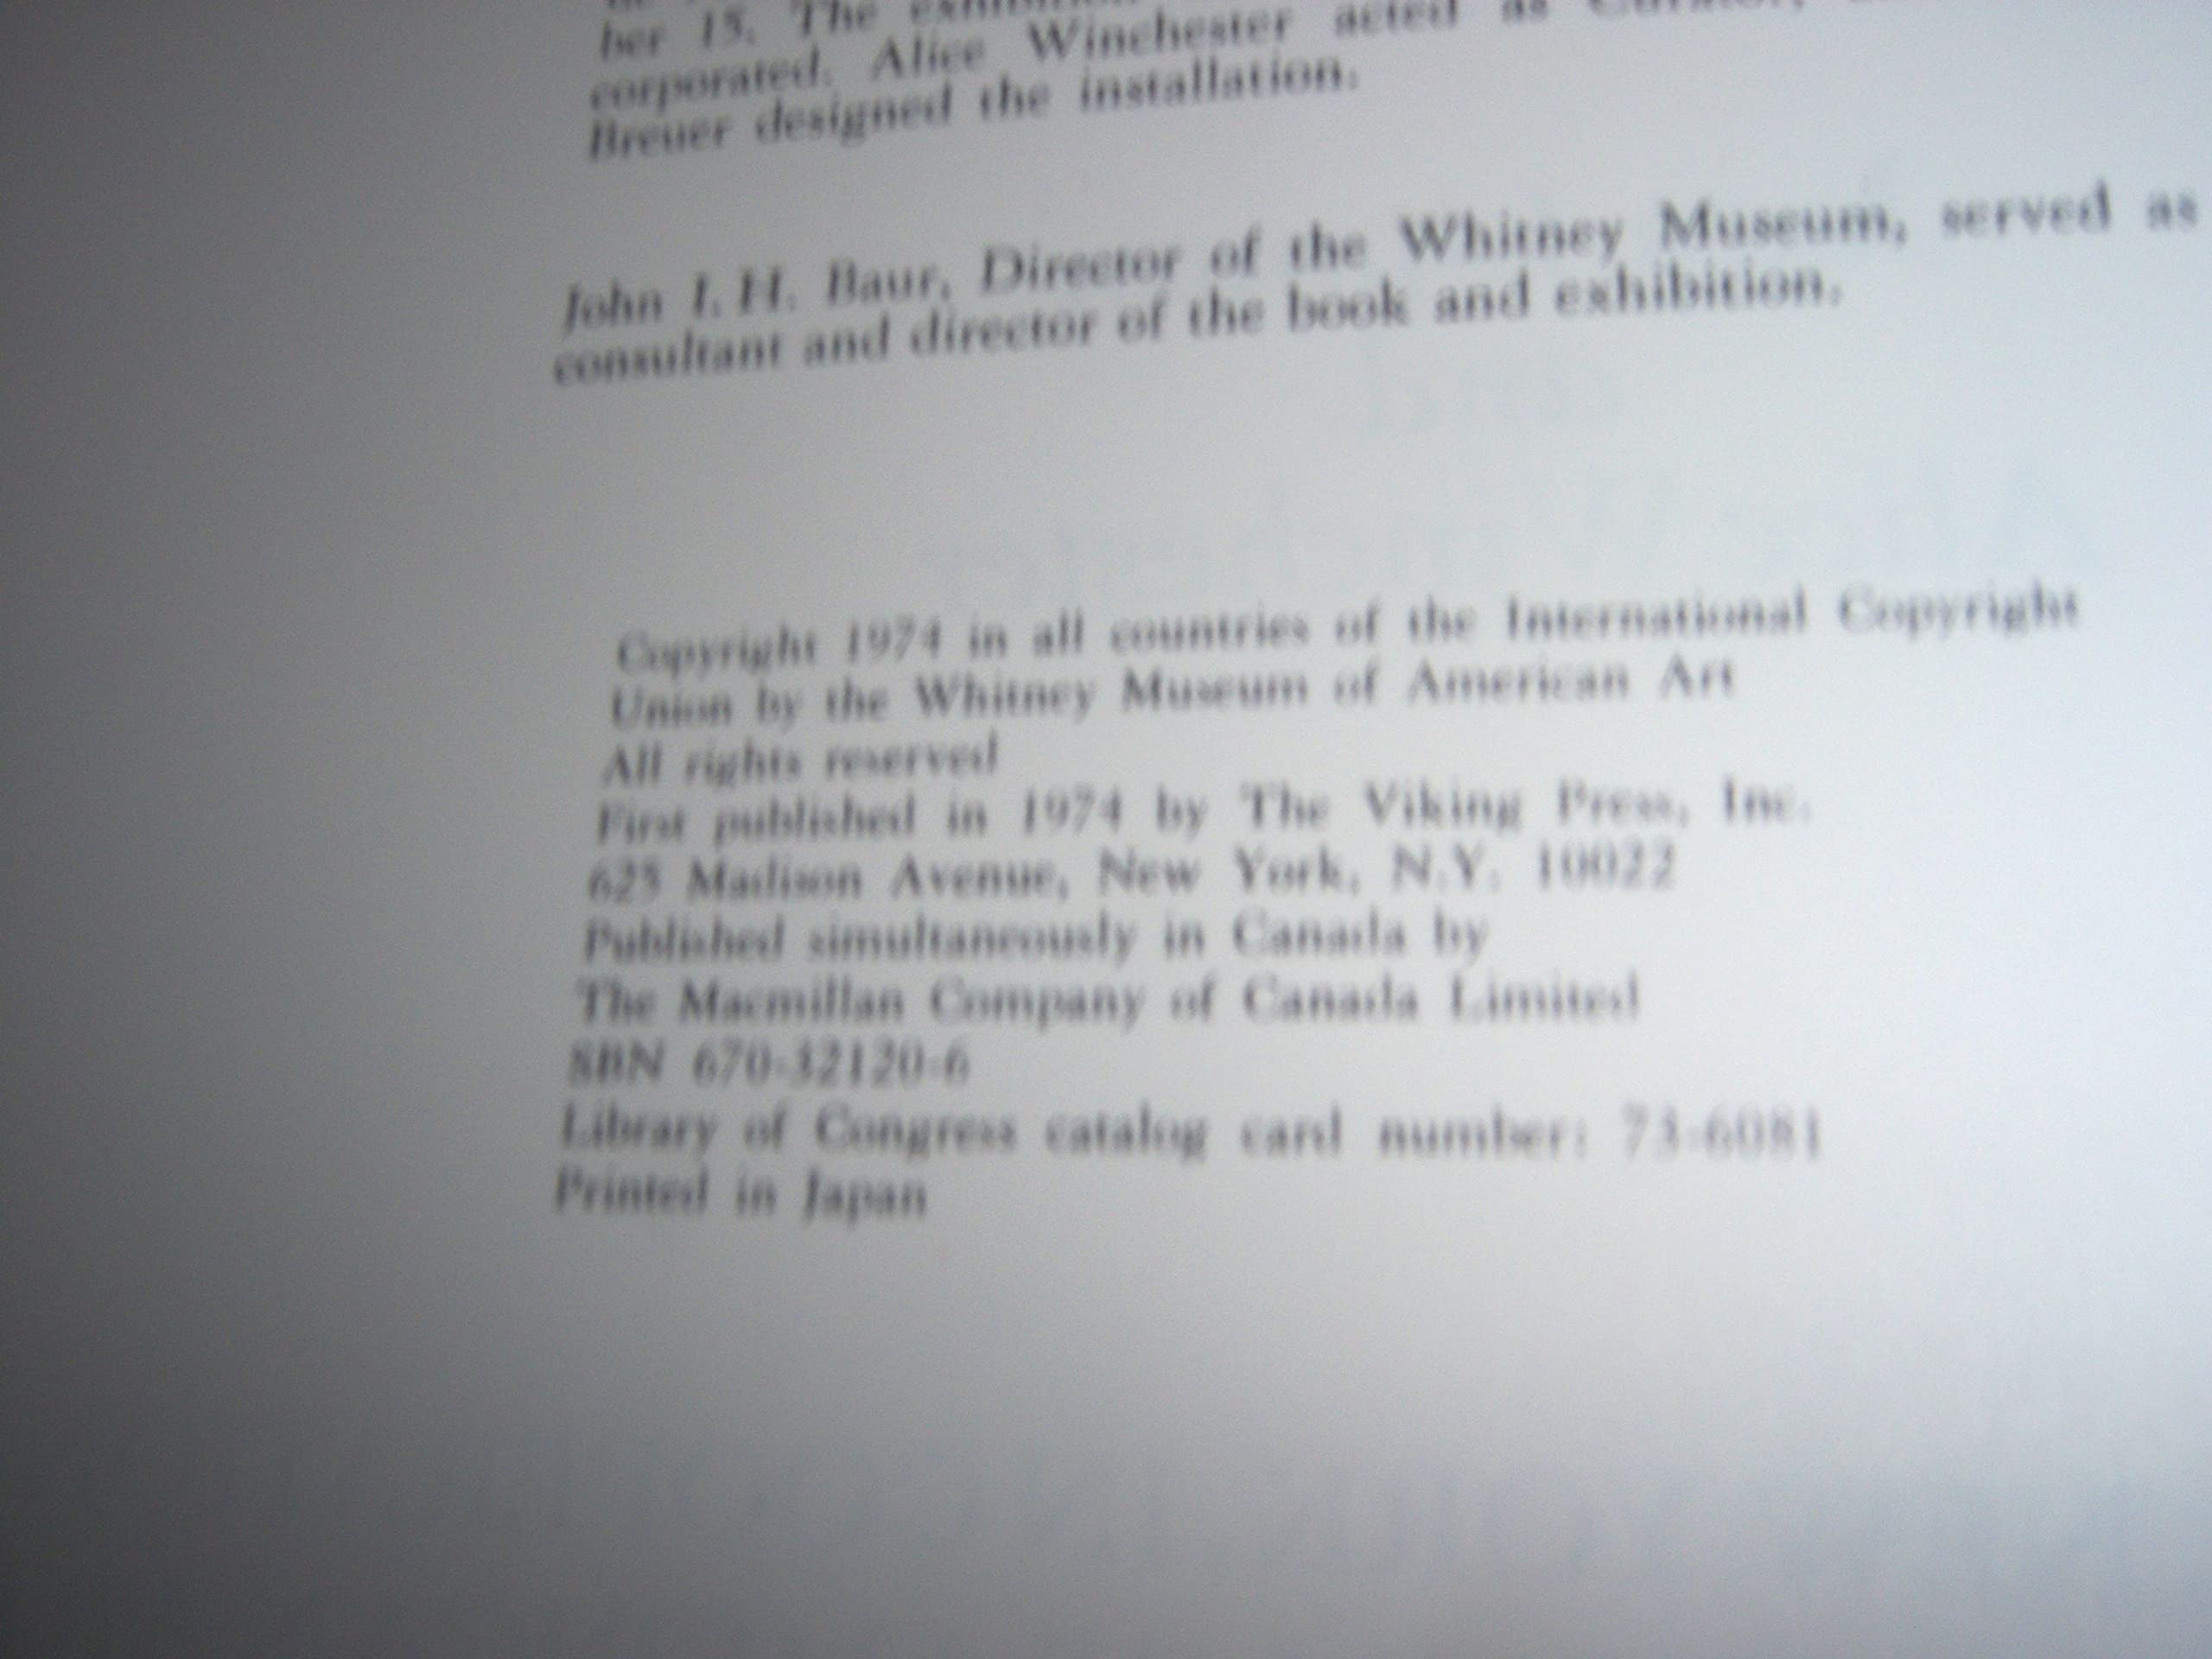 ber 15. The exhibition
corporated. Alice Winchester acted as Curator,
Breuer designed the installation.
John I. H. Baur, Director of the Whitney Museum, served as
consultant and director of the book and exhibition.
Copyright 1974 in all countries of the International Copyright
Union by the Whitney Museum of American Art
All rights reserved
First published in 1974 by The Viking Press, Inc.
625 Madison Avenue, New York, N.Y. 10022
Published simultaneously in Canada by
The Macmillan Company of Canada Limited
SBN 670-32120-6
Library of Congress catalog card number: 73-6081
Printed in Japan